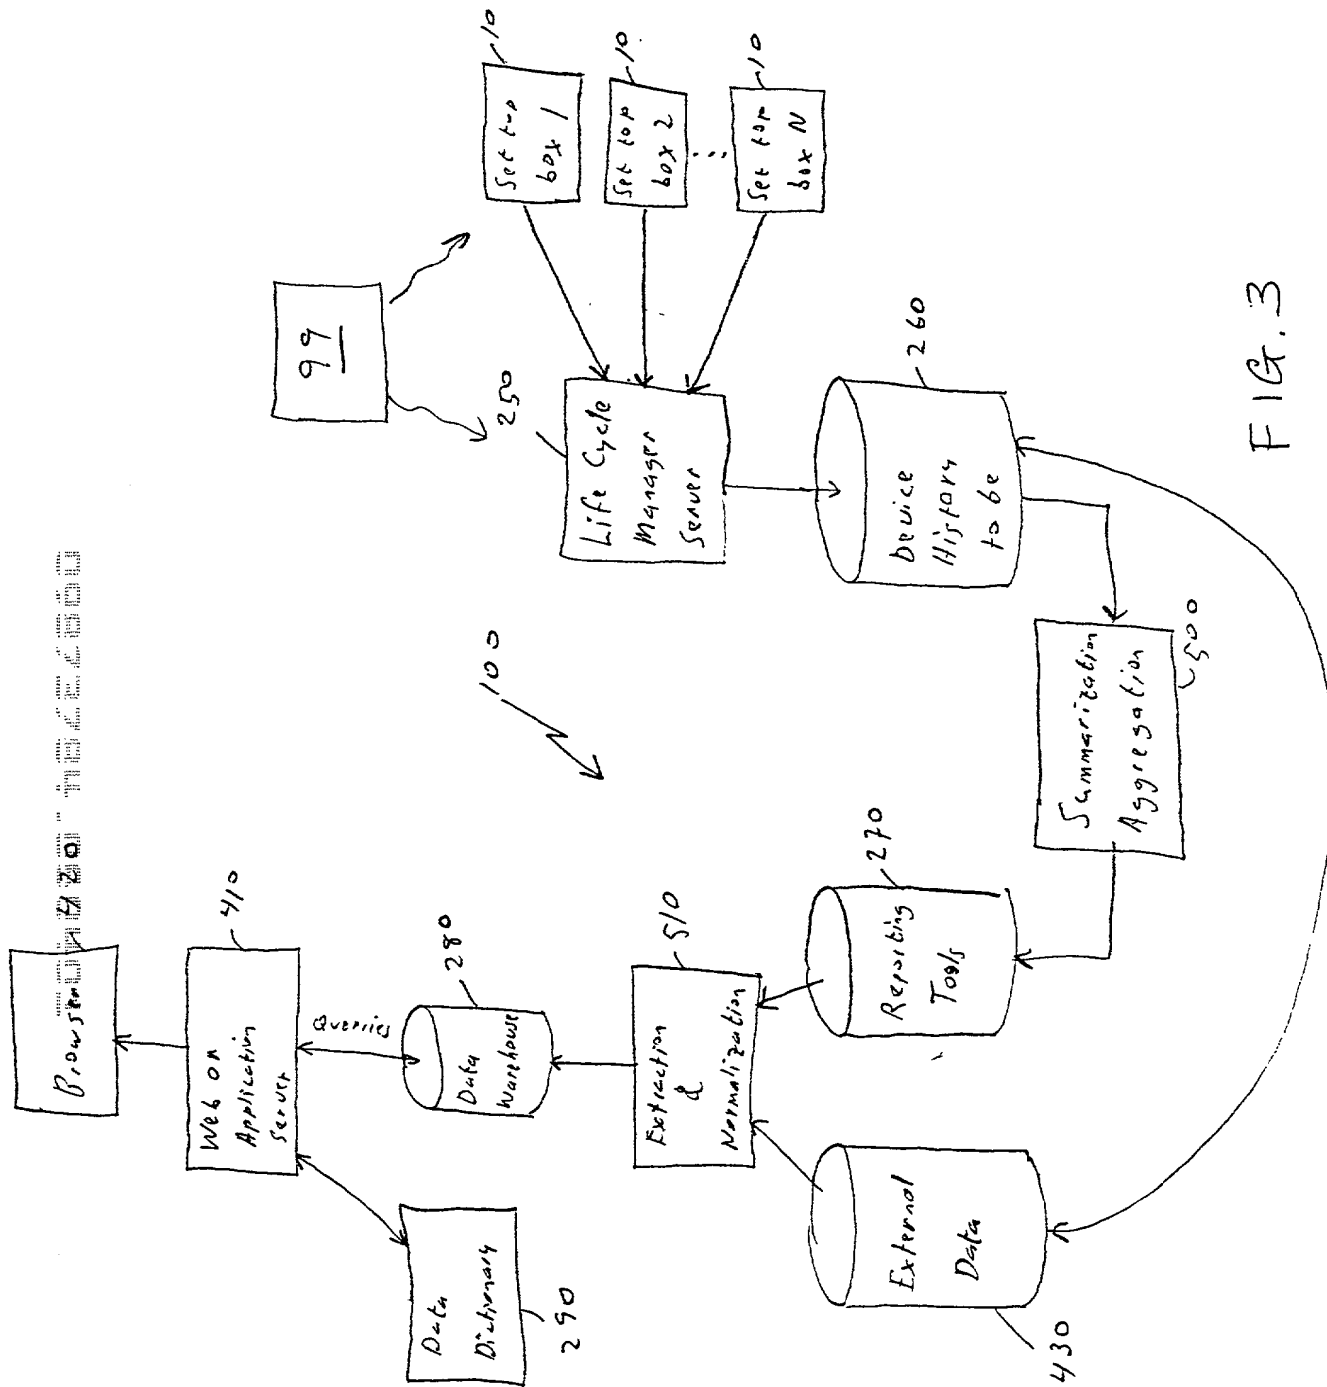 Browser
420
Web or
Application
Server
410
Queries
Data
Dictionary
290
Data
Warehouse
280
Extraction
&
Normalization
510
External
Data
430
Reporting
Tools
270
100
Summarization
Aggregation
500
99
Life Cycle
Manager
Server
250
Device
History
to be
260
Set top
box 1
10
Set top
box 2
10
Set top
box N
10
FIG. 3